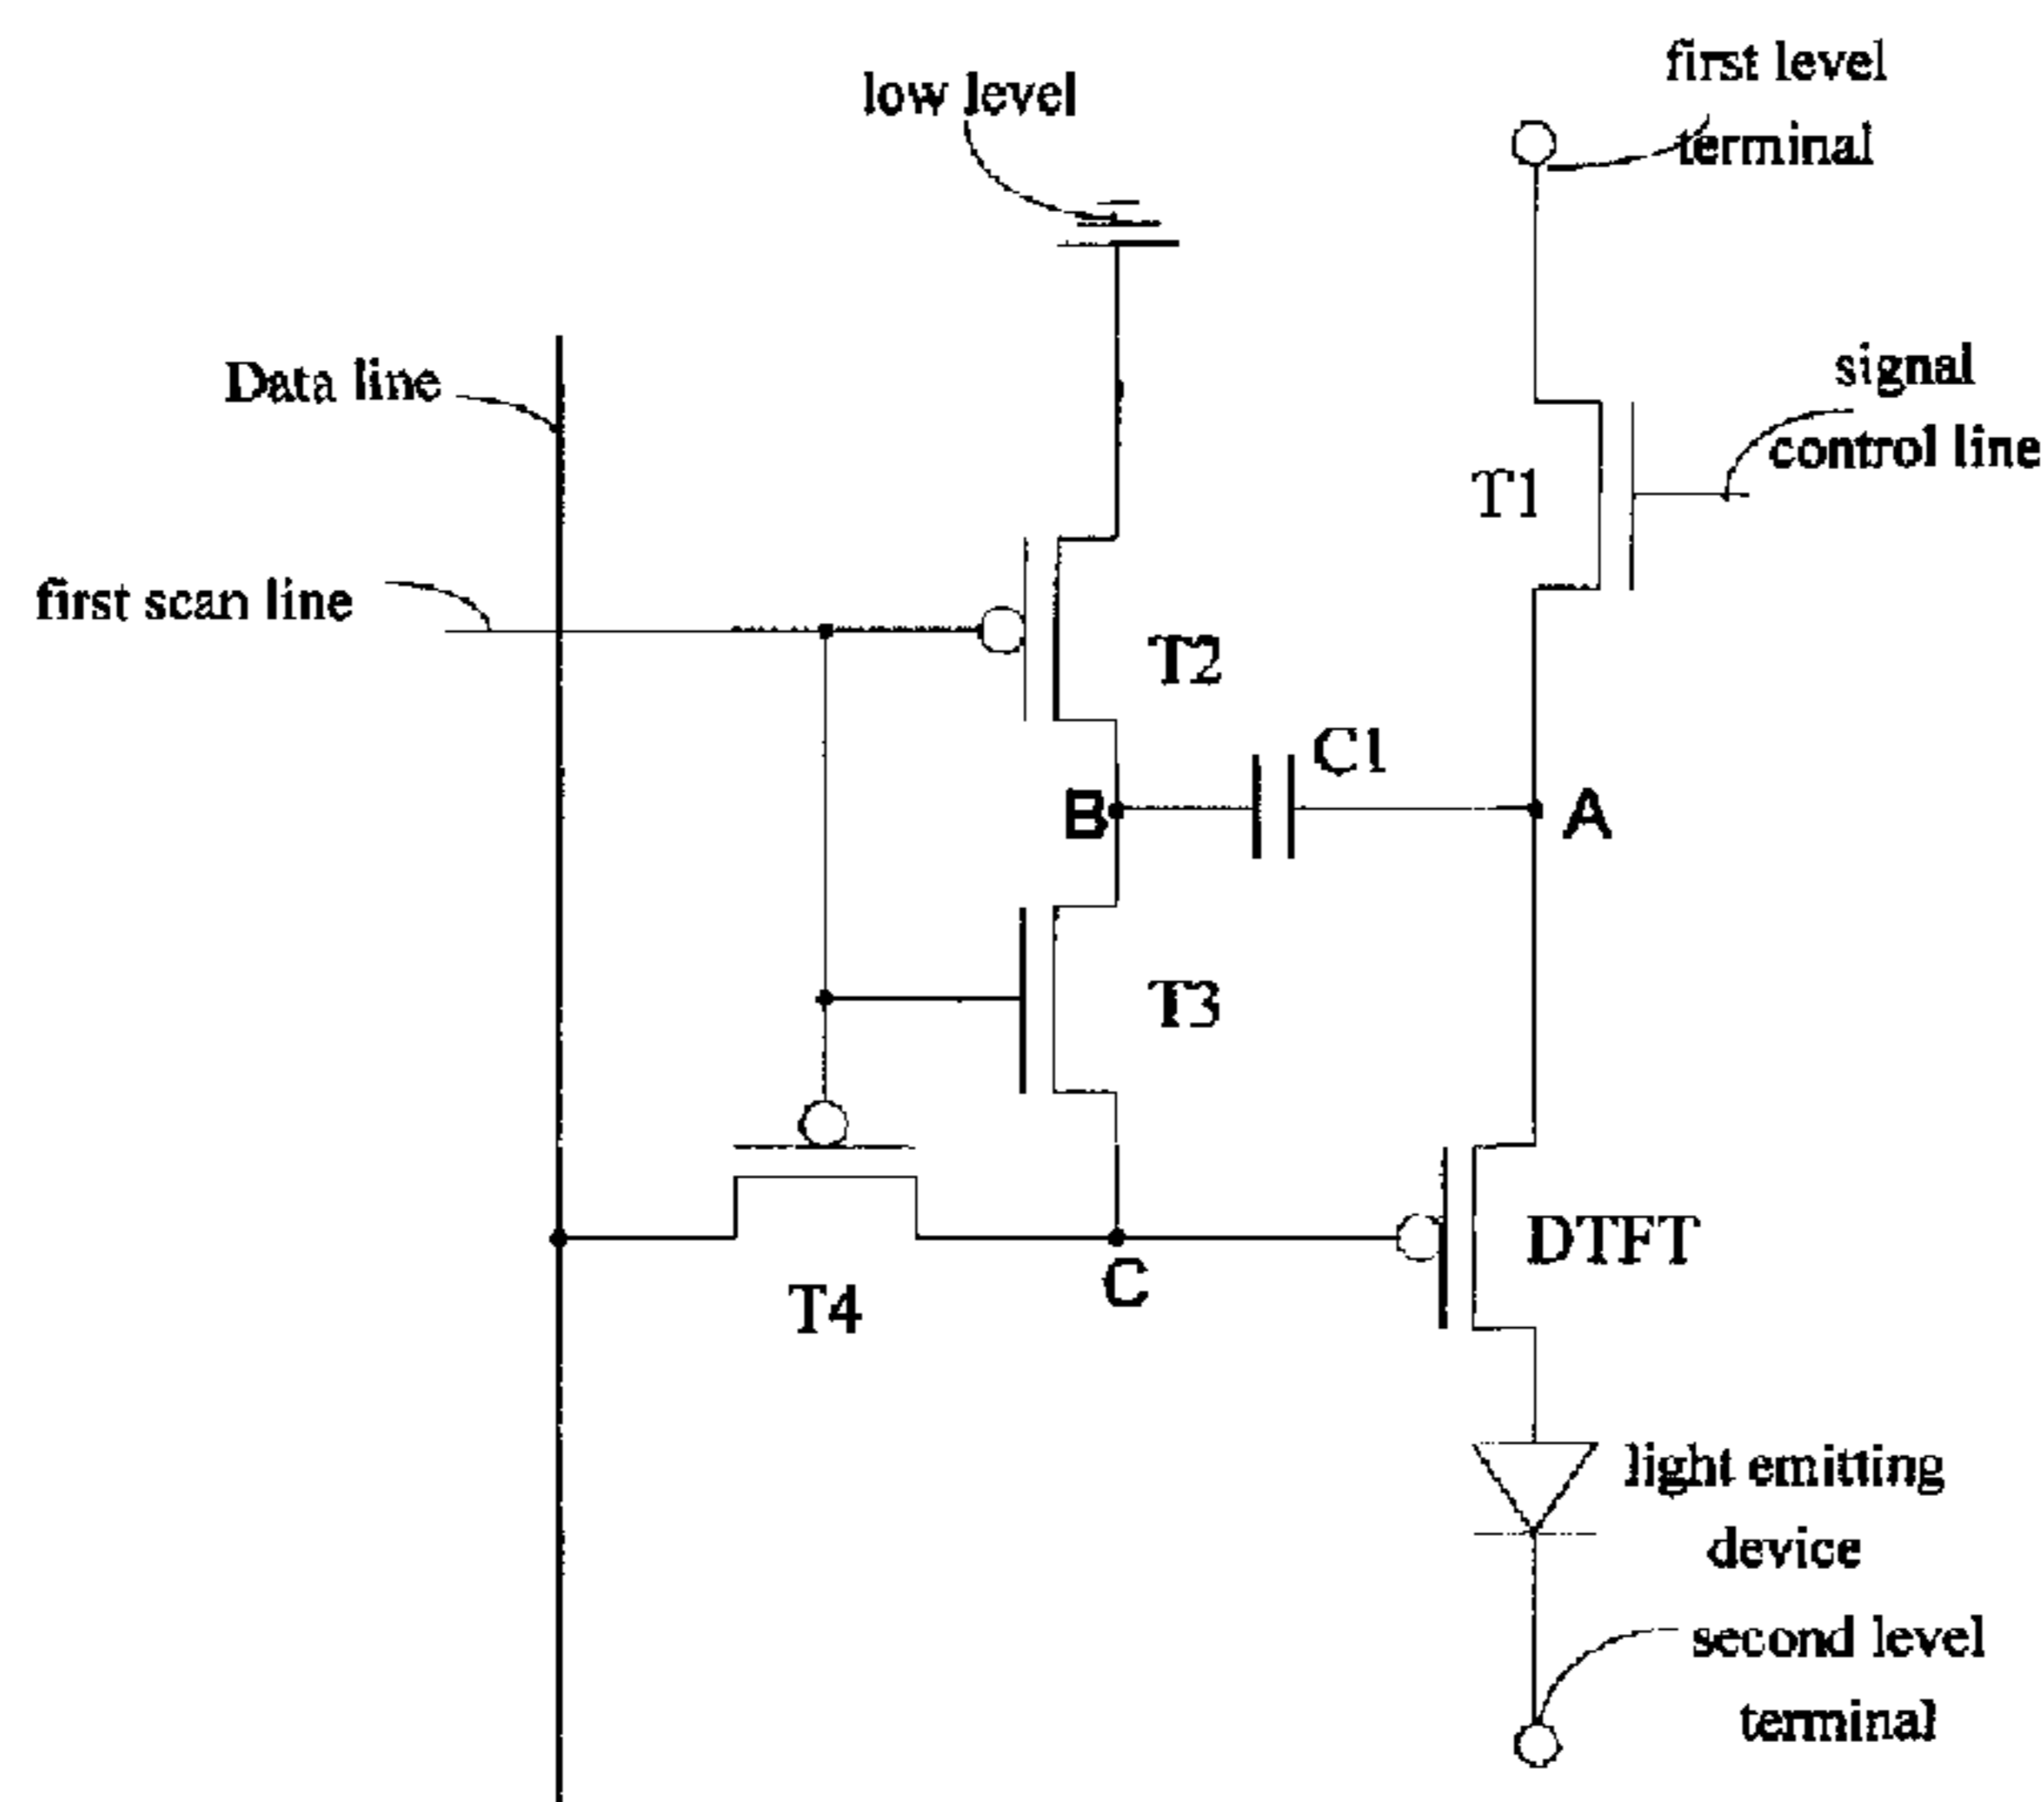 first level
terminal
low level
signal
control line
Data line
T1
first scan line
T2
C1
B
A
T3
DTFT
C
T4
light emitting
device
second level
terminal